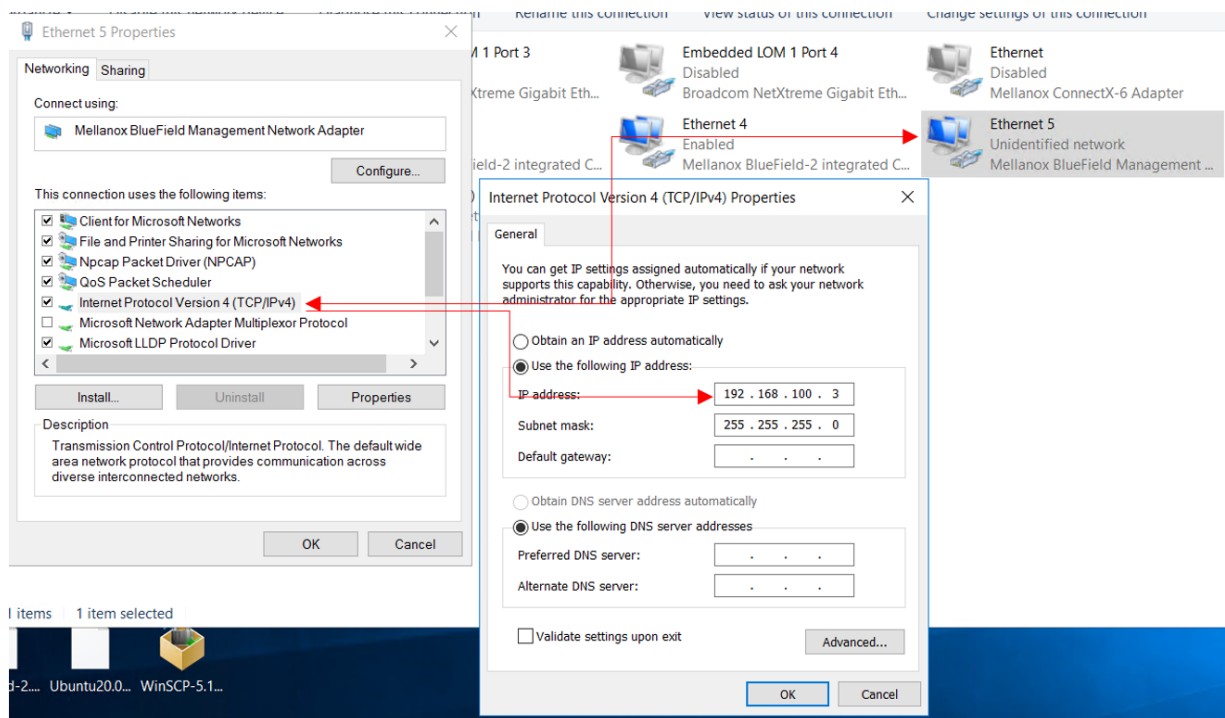 Rename this connection
View status of this connection
Change settings of this connection
Ethernet 5 Properties
Networking
Sharing
Connect using:
Mellanox BlueField Management Network Adapter
Configure...
This connection uses the following items:
Client for Microsoft Networks
File and Printer Sharing for Microsoft Networks
Npcap Packet Driver (NPCAP)
QoS Packet Scheduler
Internet Protocol Version 4 (TCP/IPv4)
Microsoft Network Adapter Multiplexor Protocol
Microsoft LLDP Protocol Driver
Install...
Uninstall
Properties
Description
Transmission Control Protocol/Internet Protocol. The default wide
area network protocol that provides communication across
diverse interconnected networks.
OK
Cancel
1 Port 3
Xtreme Gigabit Eth...
Embedded LOM 1 Port 4
Disabled
Broadcom NetXtreme Gigabit Eth...
Ethernet
Disabled
Mellanox ConnectX-6 Adapter
ield-2 integrated C...
Ethernet 4
Enabled
Mellanox BlueField-2 integrated C...
Ethernet 5
Unidentified network
Mellanox BlueField Management ...
Internet Protocol Version 4 (TCP/IPv4) Properties
General
You can get IP settings assigned automatically if your network
supports this capability. Otherwise, you need to ask your network
administrator for the appropriate IP settings.
Obtain an IP address automatically
Use the following IP address:
IP address: 192 . 168 . 100 . 3
Subnet mask: 255 . 255 . 255 . 0
Default gateway: . . .
Obtain DNS server address automatically
Use the following DNS server addresses
Preferred DNS server: . . .
Alternate DNS server: . . .
Validate settings upon exit
Advanced...
OK
Cancel
items
1 item selected
d-2....
Ubuntu20.0...
WinSCP-5.1...